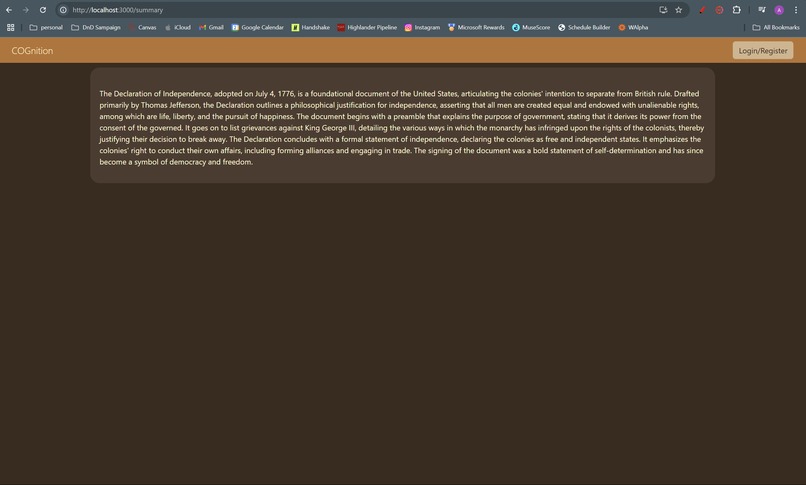 http://localhost:3000/summary
personal DnD Sampaign Canvas iCloud Gmail Google Calendar Handshake Highlander Pipeline Instagram Microsoft Rewards MuseScore Schedule Builder WAlpha All Bookmarks
COGnition Login/Register
The Declaration of Independence, adopted on July 4, 1776, is a foundational document of the United States, articulating the colonies' intention to separate from British rule. Drafted
primarily by Thomas Jefferson, the Declaration outlines a philosophical justification for independence, asserting that all men are created equal and endowed with unalienable rights,
among which are life, liberty, and the pursuit of happiness. The document begins with a preamble that explains the purpose of government, stating that it derives its power from the
consent of the governed. It goes on to list grievances against King George III, detailing the various ways in which the monarchy has infringed upon the rights of the colonists, thereby
justifying their decision to break away. The Declaration concludes with a formal statement of independence, declaring the colonies as free and independent states. It emphasizes the
colonies' right to conduct their own affairs, including forming alliances and engaging in trade. The signing of the document was a bold statement of self-determination and has since
become a symbol of democracy and freedom.